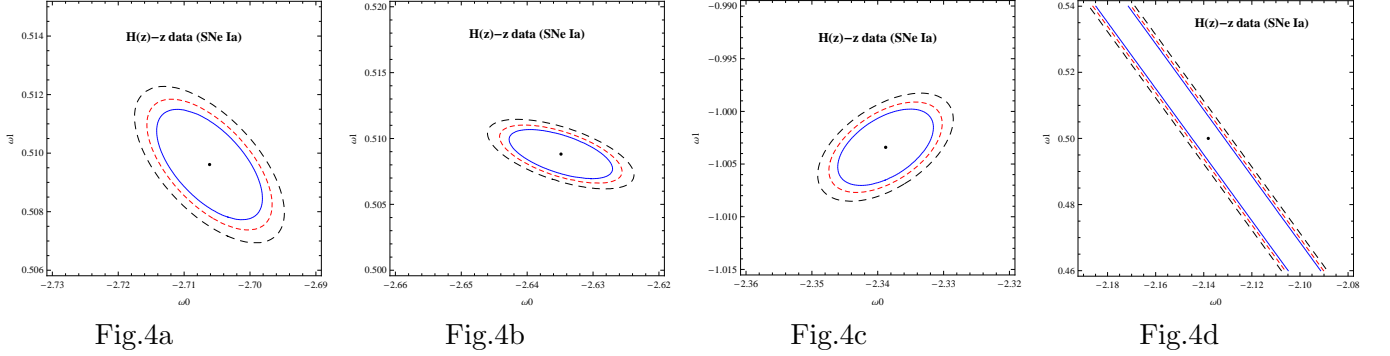 H(z)−z data (SNe Ia)
0.514
0.512
0.510
0.508
0.506
ω1
−2.73 −2.72 −2.71 −2.70 −2.69
ω0
Fig.4a
H(z)−z data (SNe Ia)
0.520
0.515
0.510
0.505
0.500
ω1
−2.66 −2.65 −2.64 −2.63 −2.62
ω0
Fig.4b
H(z)−z data (SNe Ia)
−0.990
−0.995
−1.000
−1.005
−1.010
−1.015
ω1
−2.36 −2.35 −2.34 −2.33 −2.32
ω0
Fig.4c
H(z)−z data (SNe Ia)
0.54
0.52
0.50
0.48
0.46
ω1
−2.18 −2.16 −2.14 −2.12 −2.10 −2.08
ω0
Fig.4d